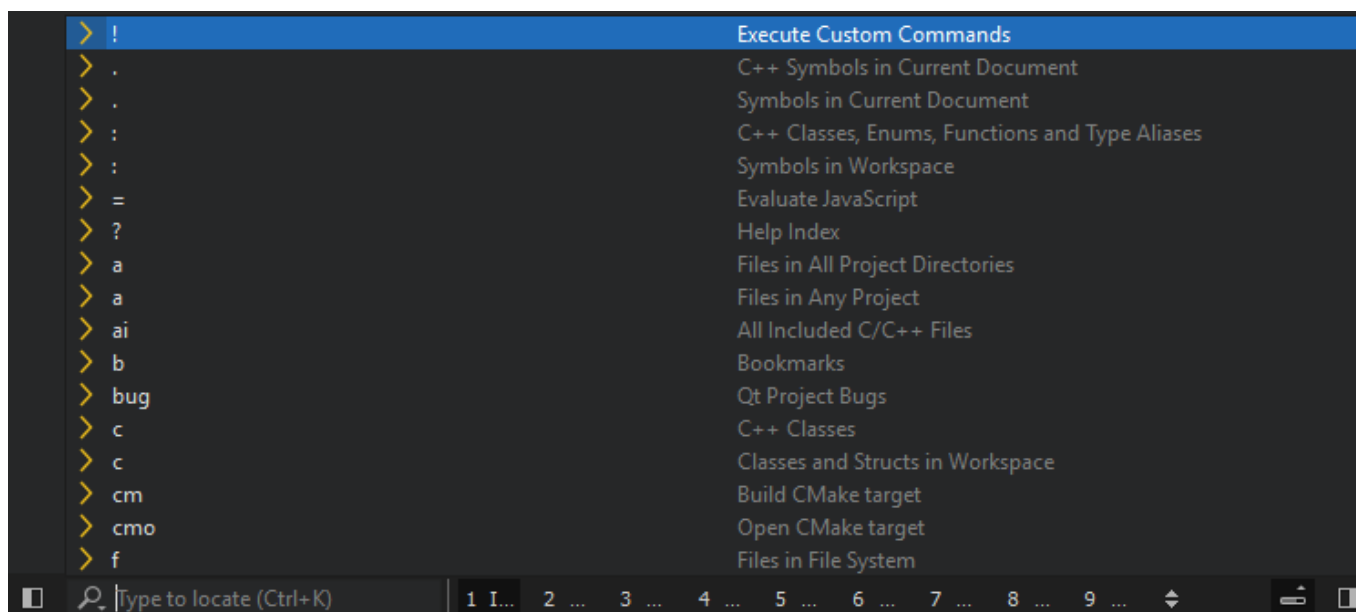 ! Execute Custom Commands
. C++ Symbols in Current Document
. Symbols in Current Document
: C++ Classes, Enums, Functions and Type Aliases
: Symbols in Workspace
= Evaluate JavaScript
? Help Index
a Files in All Project Directories
a Files in Any Project
ai All Included C/C++ Files
b Bookmarks
bug Qt Project Bugs
c C++ Classes
c Classes and Structs in Workspace
cm Build CMake target
cmo Open CMake target
f Files in File System
Type to locate (Ctrl+K) 1 I... 2 ... 3 ... 4 ... 5 ... 6 ... 7 ... 8 ... 9 ...